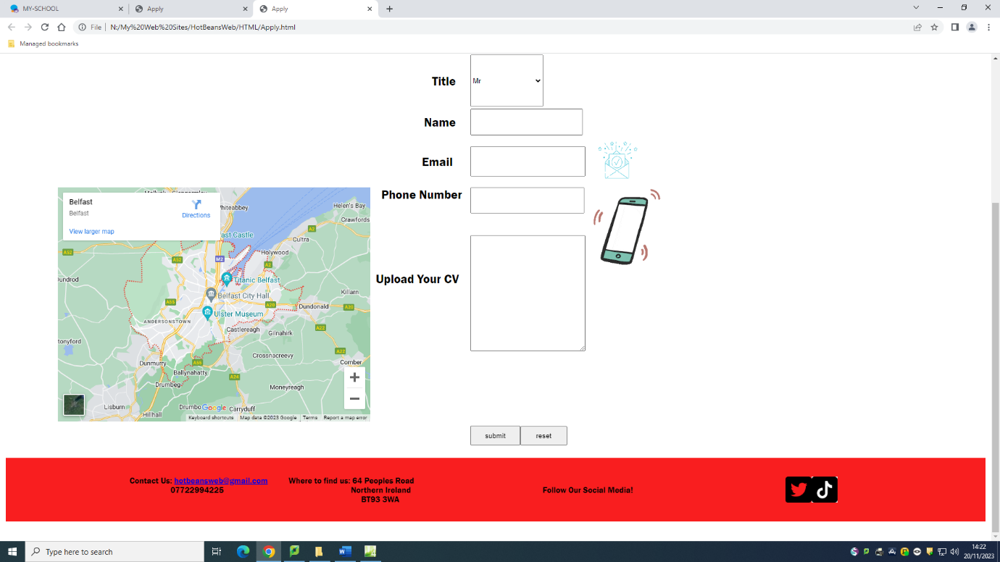 MY-SCHOOL
Apply
Apply
File | N:/My%20Web%20Sites/HotBeansWeb/HTML/Apply.html
Managed bookmarks
Title
Mr
Name
Email
Phone Number
Upload Your CV
submit
reset
Belfast
Belfast
Directions
View larger map
Whiteabbey
Helen's Bay
Crawfords
A2
Cultra
A52
A52
M2
Holywood
A2
Titanic Belfast
Belfast City Hall
Killarn
A55
A20
Dundonald
A20
Ulster Museum
ANDERSONSTOWN
Castlereagh
A22
Gilnahirk
A22
Crossnacreevy
Dunmurry
A55
Comber
Ballynahatty
A24
Drumbeg
Moneyreagh
Lisburn
Drumbo
Google
Carryduff
Hillhall
Keyboard shortcuts
Map data ©2023 Google
Terms
Report a map error
Contact Us: hotbeansweb@gmail.com
07722994225
Where to find us: 64 Peoples Road
Northern Ireland
BT93 3WA
Follow Our Social Media!
Type here to search
14:22
20/11/2023